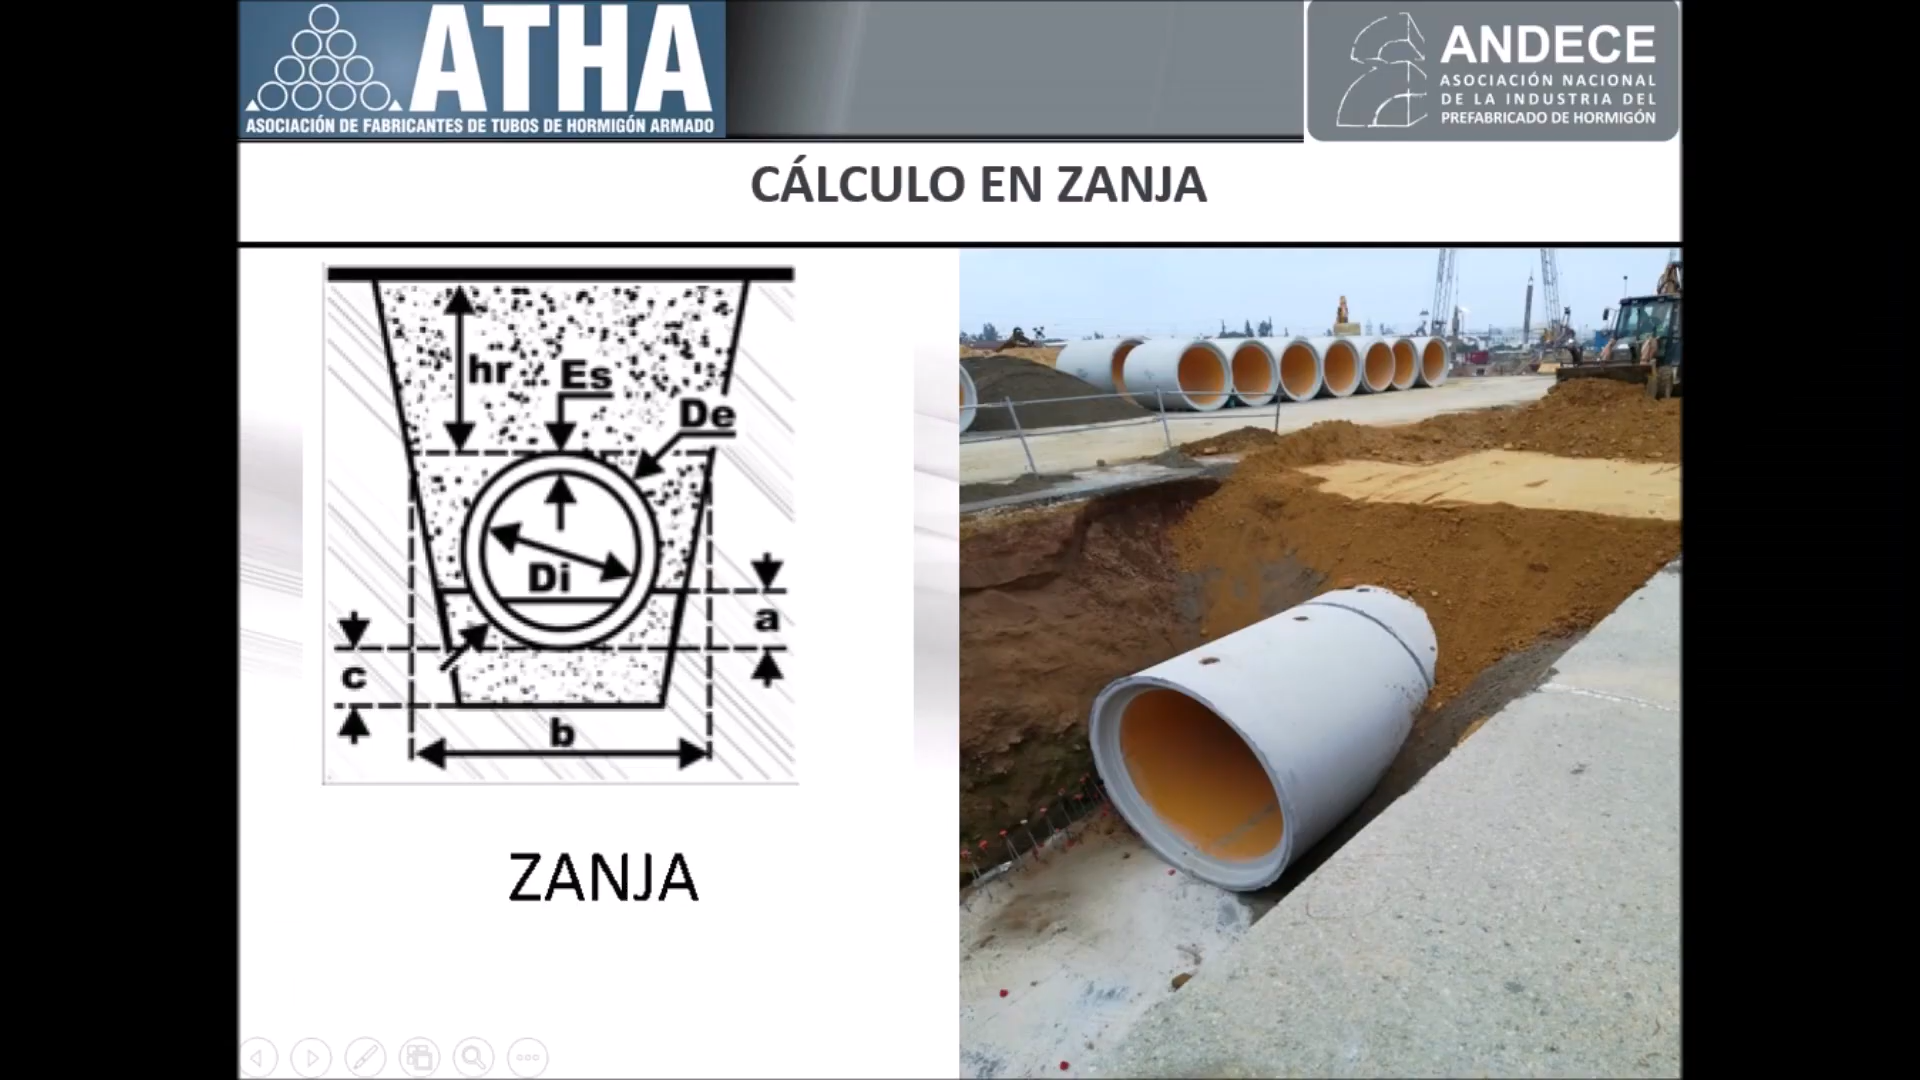 ATHA
ASOCIACIÓN DE FABRICANTES DE TUBOS DE HORMIGÓN ARMADO
ANDECE
ASOCIACIÓN NACIONAL
DE LA INDUSTRIA DEL
PREFABRICADO DE HORMIGÓN
CÁLCULO EN ZANJA
hr
Es
De
Di
a
c
b
ZANJA